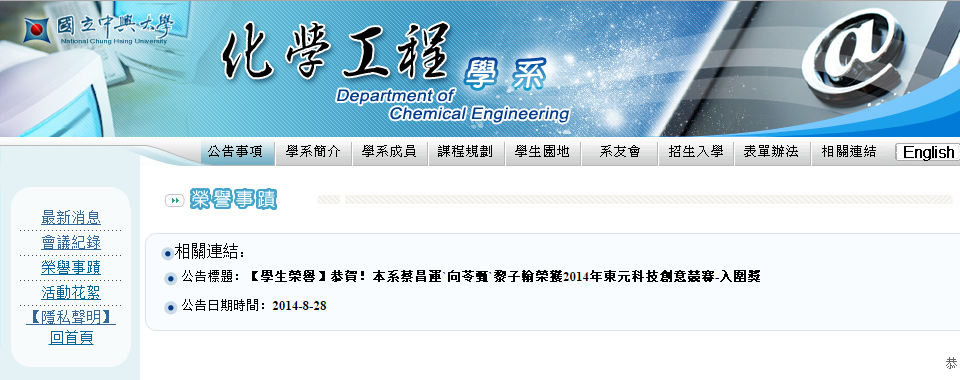 國立中興大學
National Chung Hsing University
化學工程學系
Department of
Chemical Engineering
公告事項 學系簡介 學系成員 課程規劃 學生園地 系友會 招生入學 表單辦法 相關連結 English
榮譽事蹟
最新消息
會議紀錄
榮譽事蹟
活動花絮
【隱私聲明】
回首頁
相關連結：
公告標題：【學生榮譽】恭賀！本系蔡昌運`向苓甄`黎子翰榮獲2014年東元科技創意競賽-入圍獎
公告日期時間：2014-8-28
恭